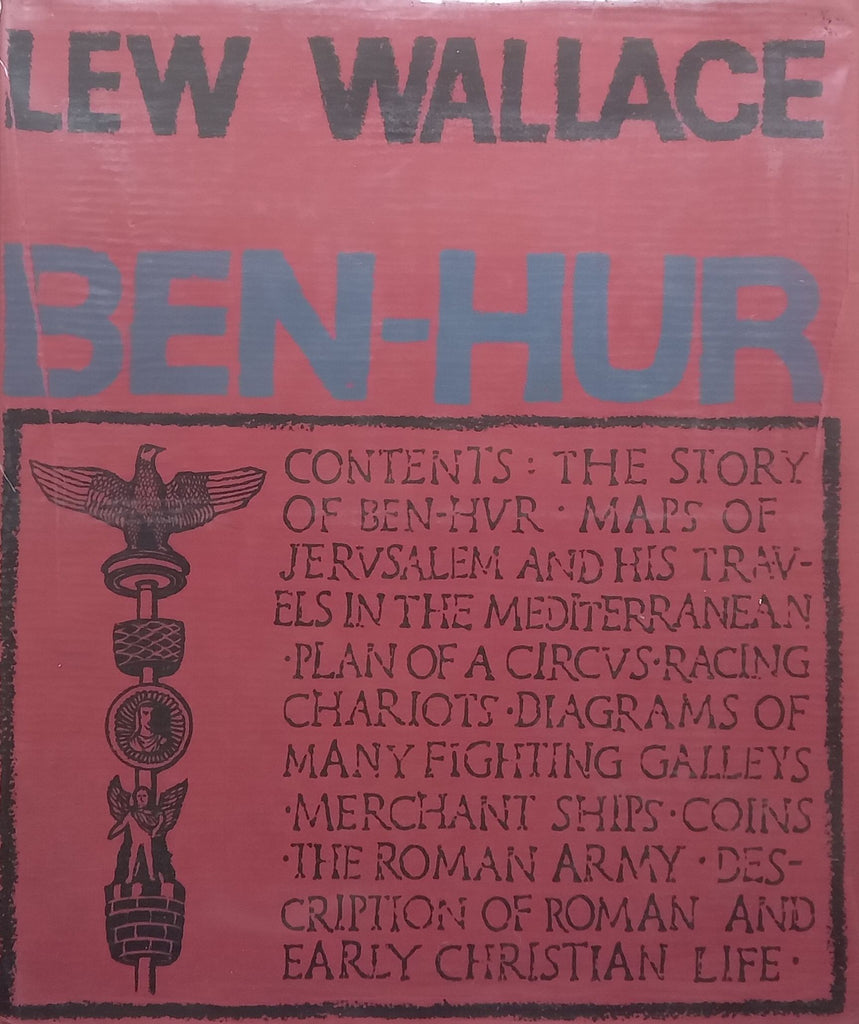 LEW WALLACE
BEN-HUR
CONTENTS : THE STORY
OF BEN-HVR · MAPS OF
JERVSALEM AND HIS TRAV-
ELS IN THE MEDITERRANEAN
·PLAN OF A CIRCVS·RACING
CHARIOTS·DIAGRAMS OF
MANY FIGHTING GALLEYS
·MERCHANT SHIPS·COINS
·THE ROMAN ARMY·DES-
CRIPTION OF ROMAN AND
EARLY CHRISTIAN LIFE·